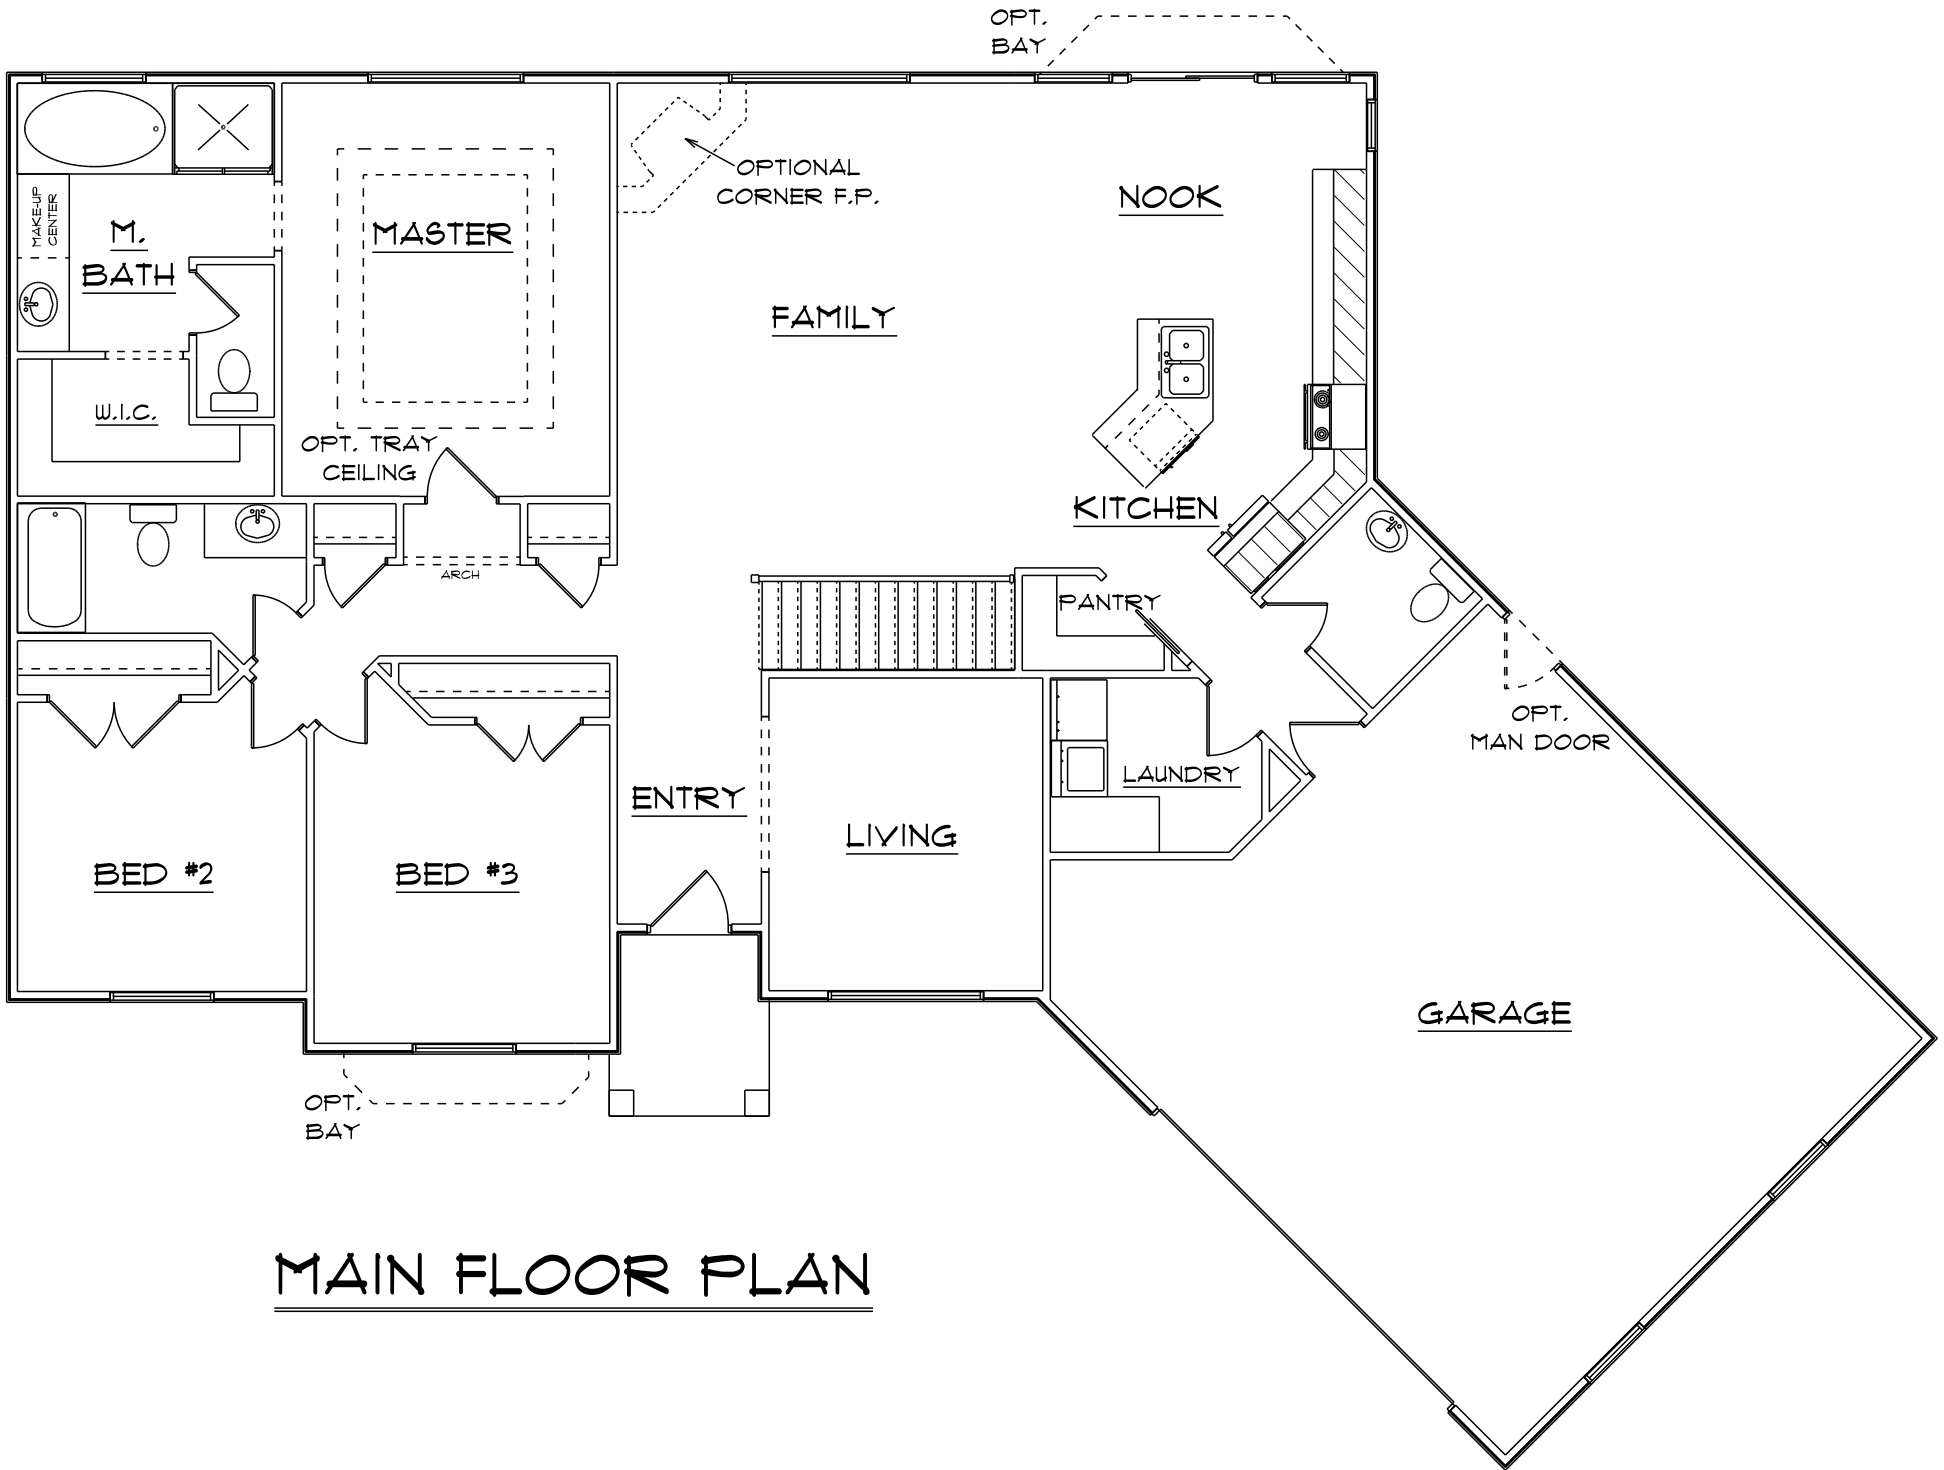 OPT.
BAY
OPTIONAL
CORNER F.P.
NOOK
MAKE-UP
CENTER
M.
BATH
MASTER
FAMILY
W.I.C.
OPT. TRAY
CEILING
KITCHEN
ARCH
PANTRY
OPT.
MAN DOOR
LAUNDRY
ENTRY
LIVING
BED #2
BED #3
GARAGE
OPT.
BAY
MAIN FLOOR PLAN